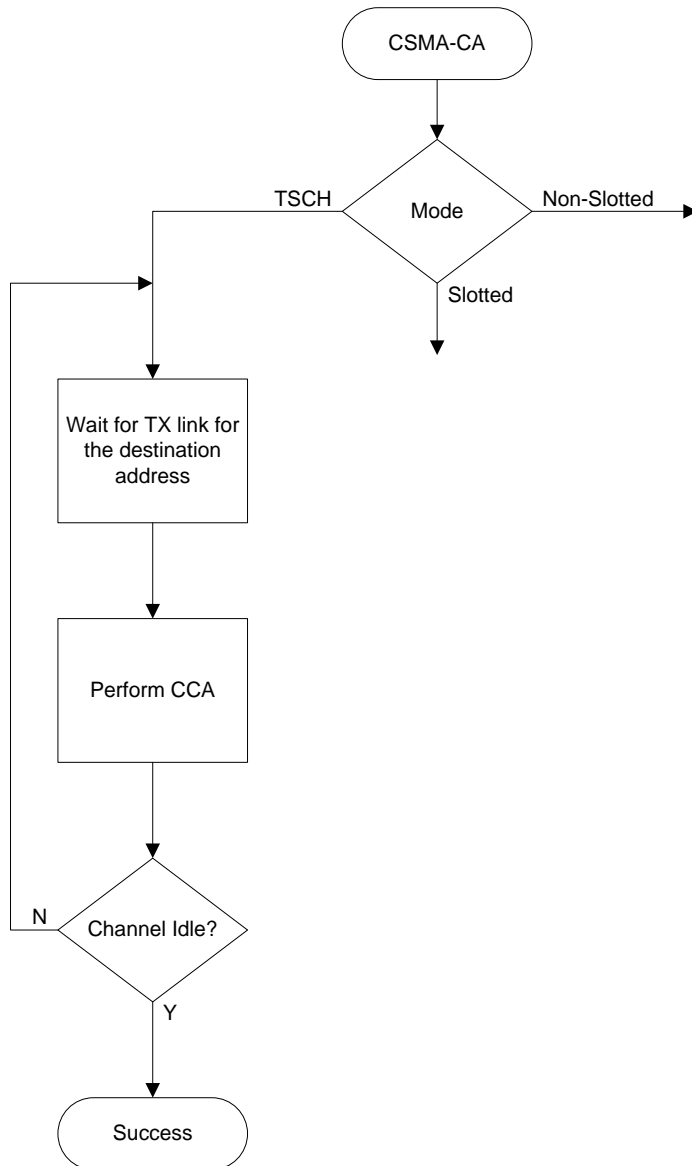 CSMA-CA
TSCH
Mode
Non-Slotted
Slotted
Wait for TX link for
the destination
address
Perform CCA
N
Channel Idle?
Y
Success